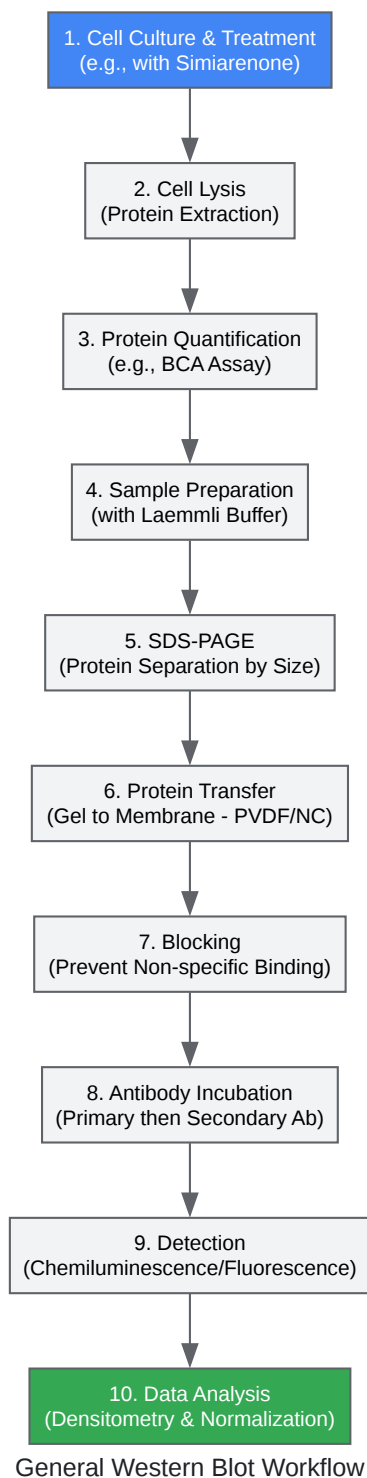 1. Cell Culture & Treatment
(e.g., with Simiarenone)
2. Cell Lysis
(Protein Extraction)
3. Protein Quantification
(e.g., BCA Assay)
4. Sample Preparation
(with Laemmli Buffer)
5. SDS-PAGE
(Protein Separation by Size)
6. Protein Transfer
(Gel to Membrane - PVDF/NC)
7. Blocking
(Prevent Non-specific Binding)
8. Antibody Incubation
(Primary then Secondary Ab)
9. Detection
(Chemiluminescence/Fluorescence)
10. Data Analysis
(Densitometry & Normalization)
General Western Blot Workflow